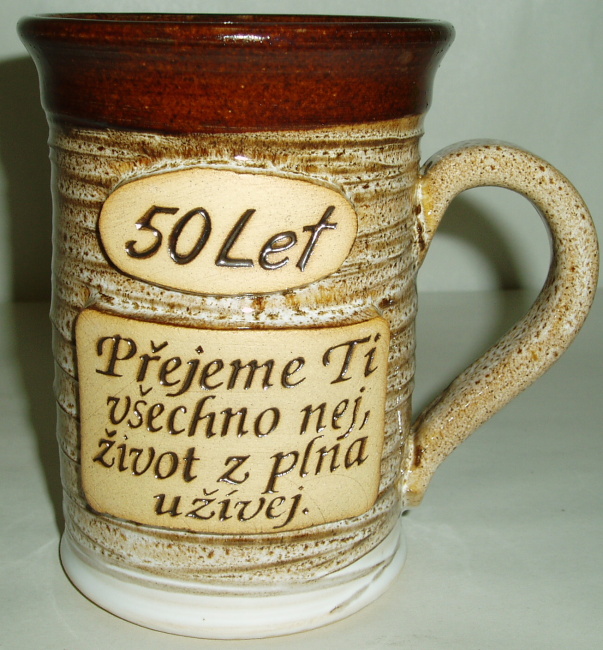 50 Let
Přejeme Ti
všechno nej,
život z plna
užívej.